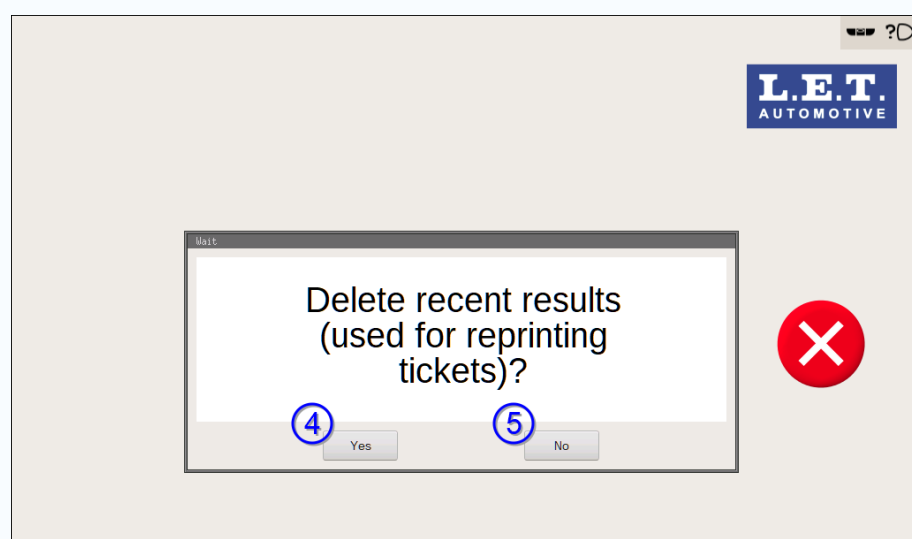 ?
L.E.T.
AUTOMOTIVE
Wait
Delete recent results
(used for reprinting
tickets)?
4
Yes
5
No